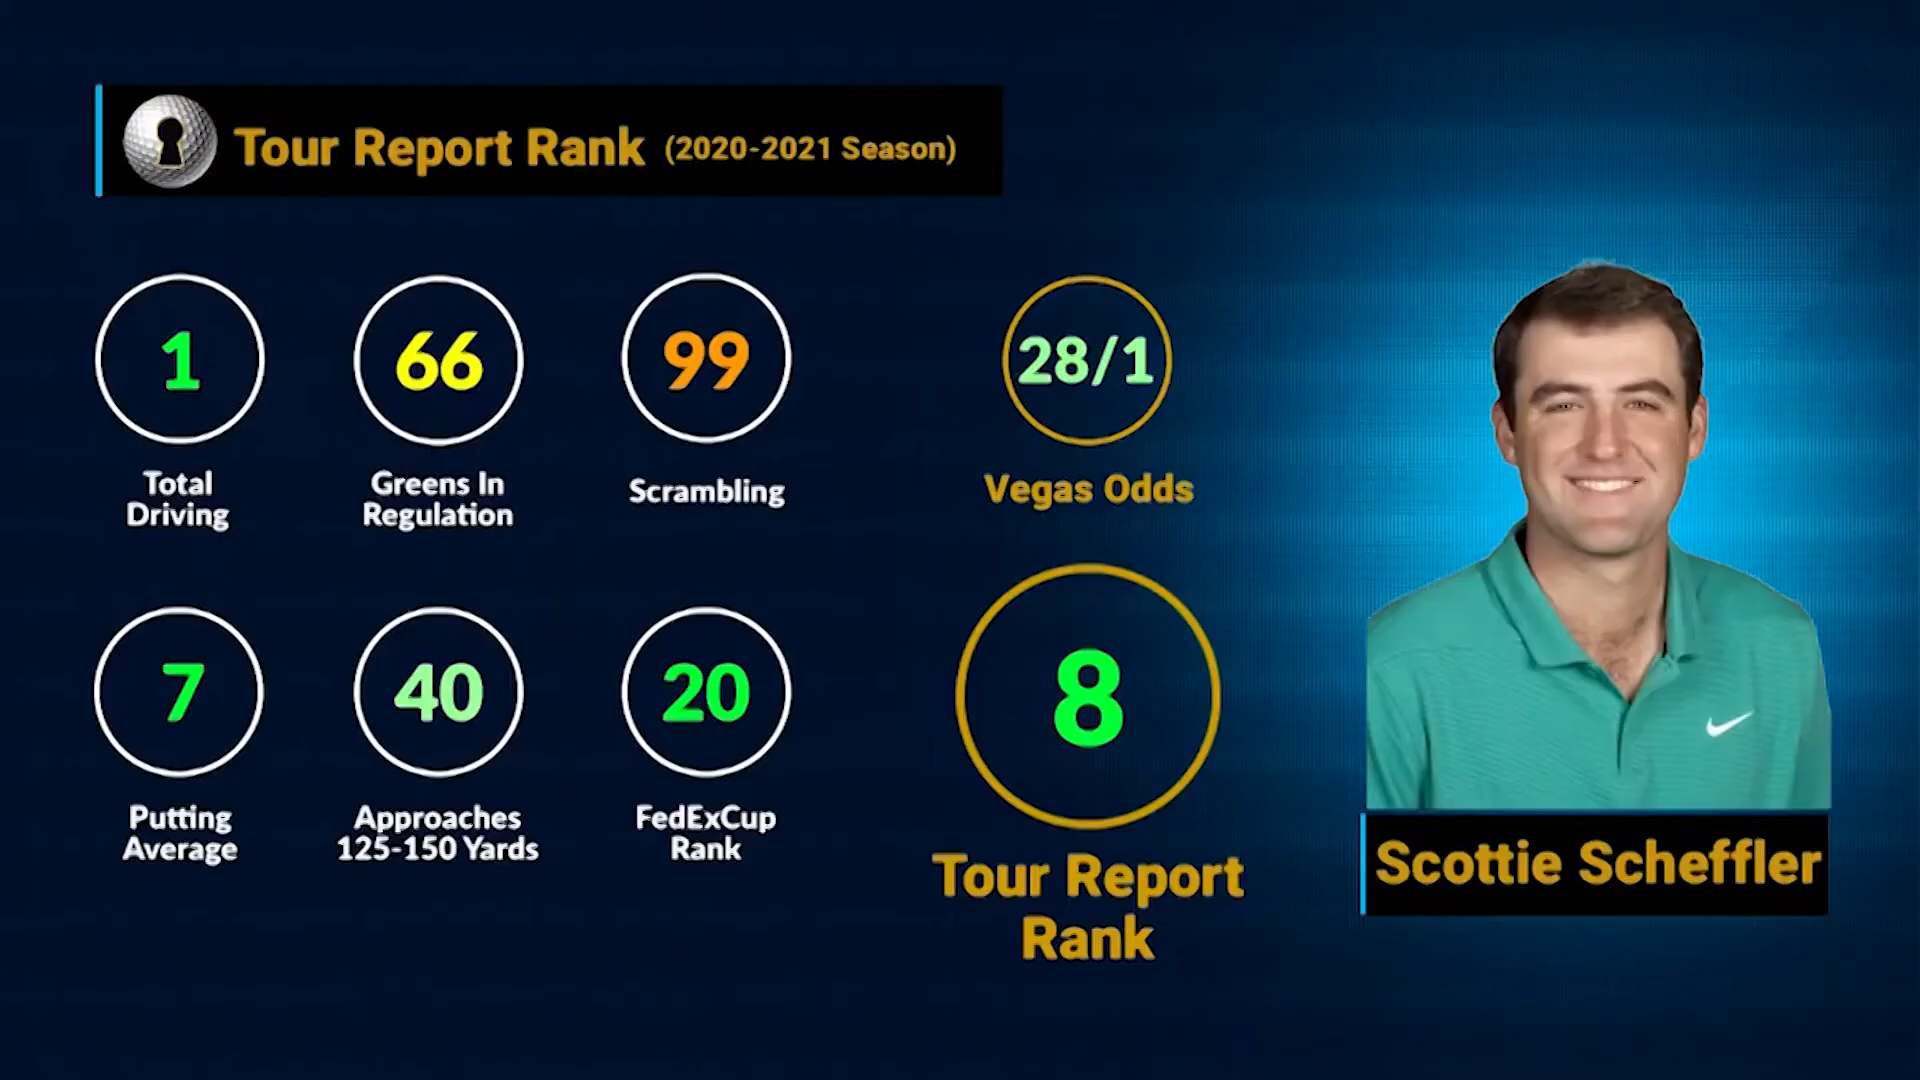 Tour Report Rank (2020-2021 Season)
1
66
99
28/1
Total
Driving
Greens In
Regulation
Scrambling
Vegas Odds
7
40
20
8
Putting
Average
Approaches
125-150 Yards
FedExCup
Rank
Tour Report
Rank
Scottie Scheffler